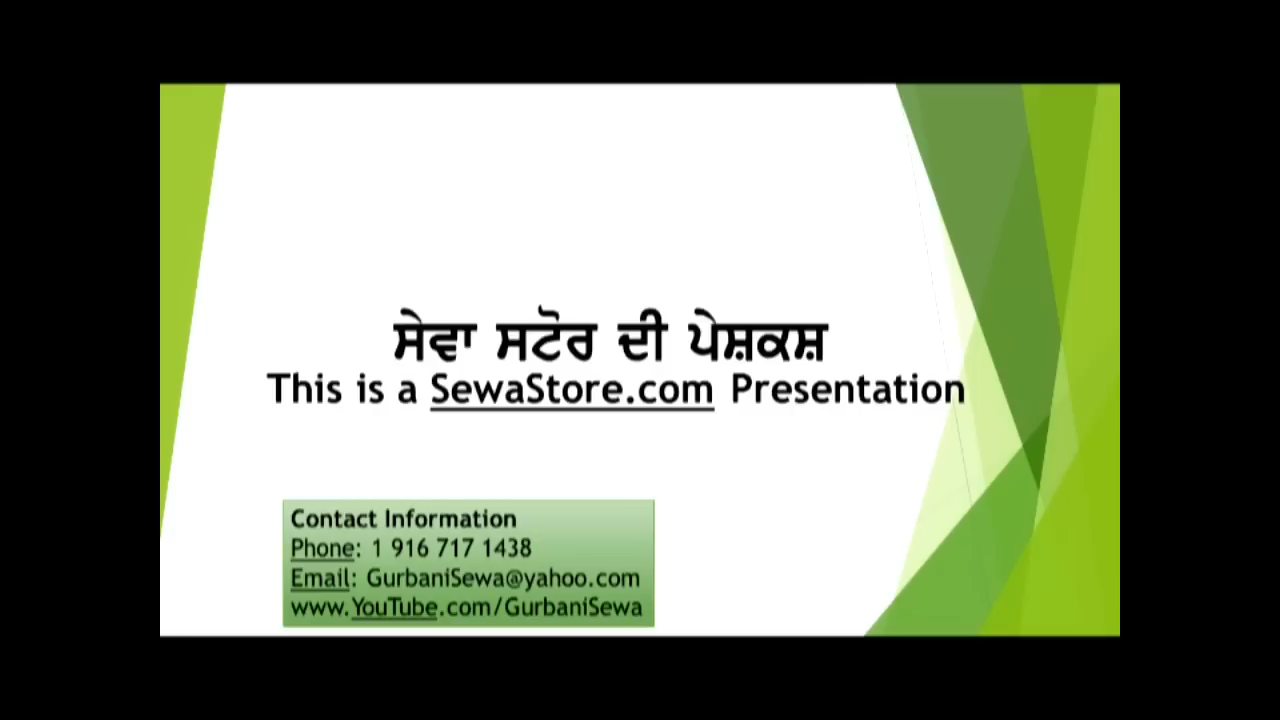 ਸੇਵਾ ਸਟੋਰ ਦੀ ਪੇਸ਼ਕਸ਼
This is a SewaStore.com Presentation
Contact Information
Phone: 1 916 717 1438
Email: GurbaniSewa@yahoo.com
www.YouTube.com/GurbaniSewa